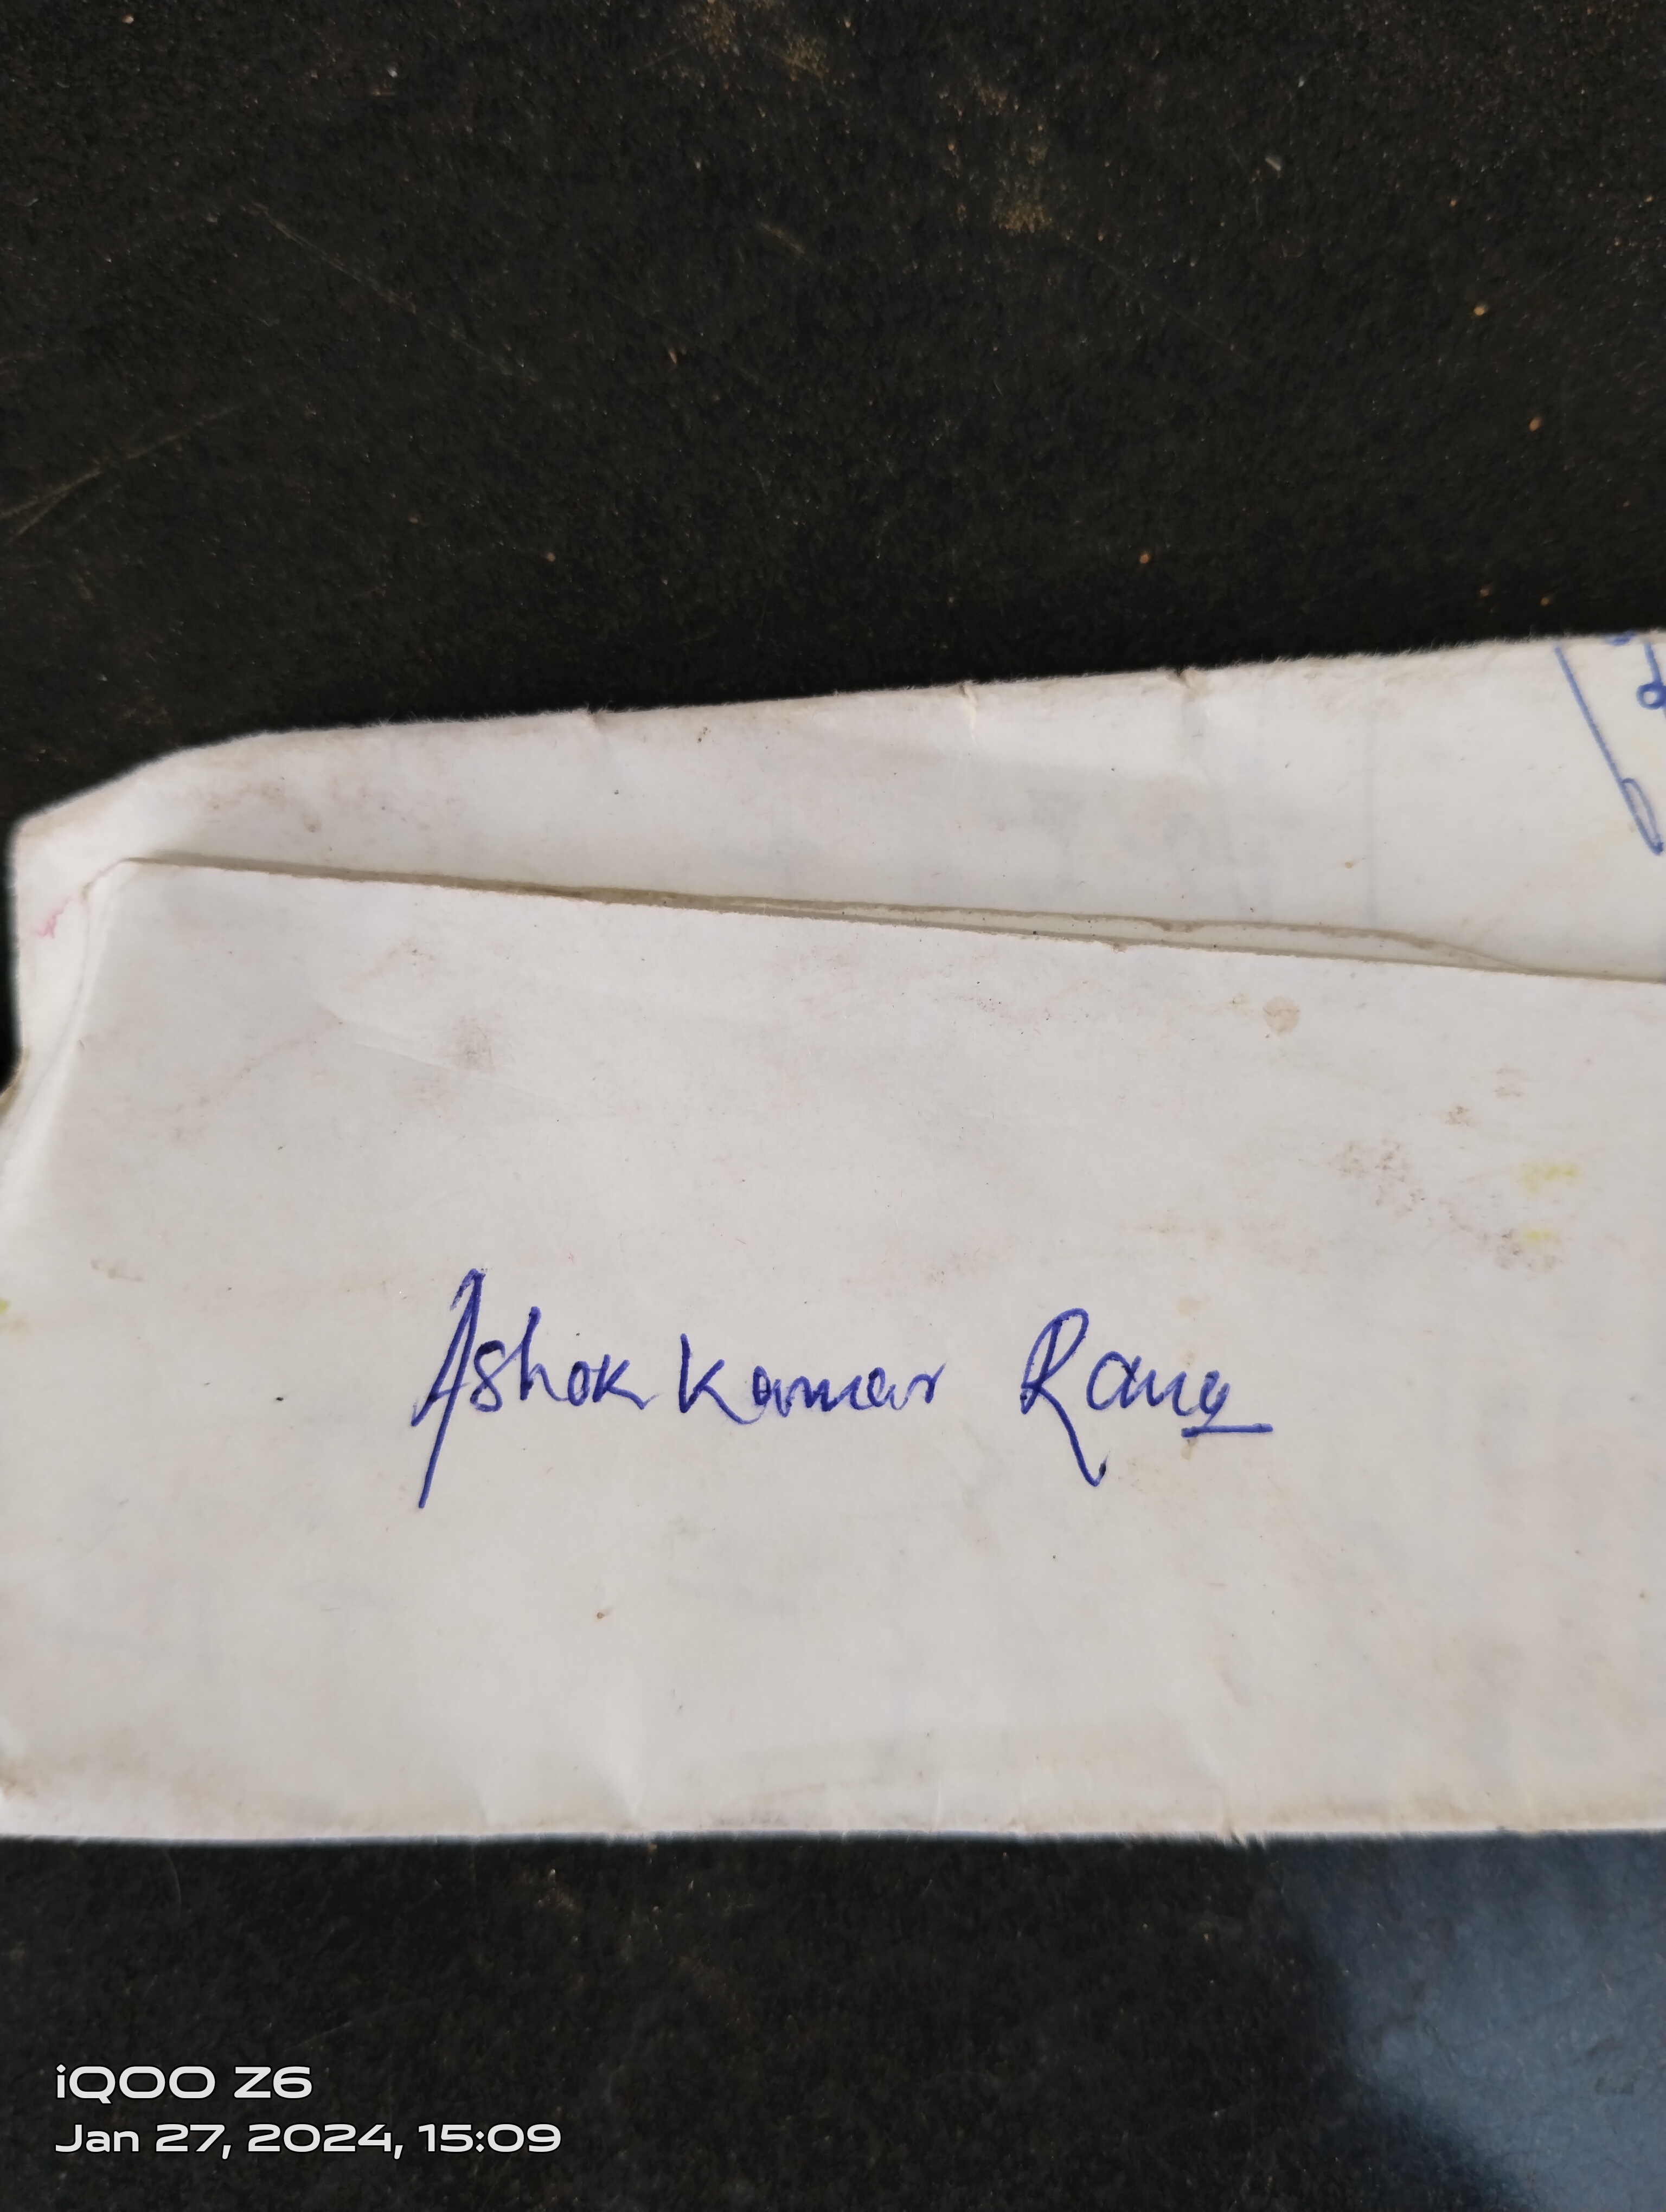 Ashok Kumar Rana
iQOO Z6
Jan 27, 2024, 15:09